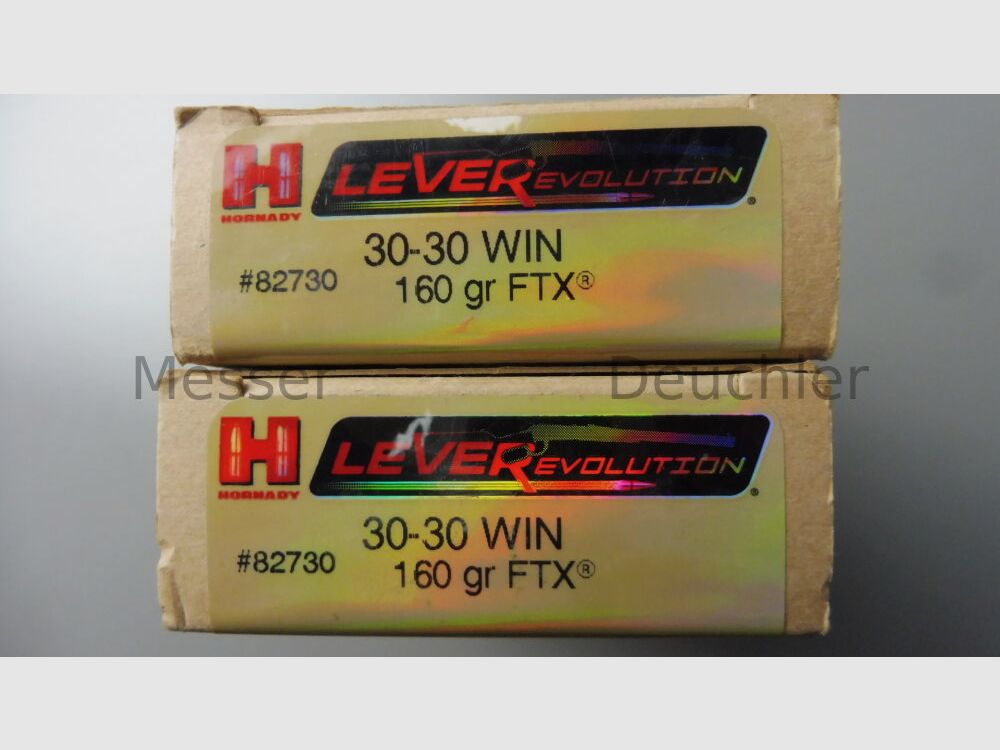 H LEVEREVOLUTION®
HORNADY
30-30 WIN
#82730 160 gr FTX®
Messer Deuchler
H LEVEREVOLUTION®
HORNADY
30-30 WIN
#82730 160 gr FTX®